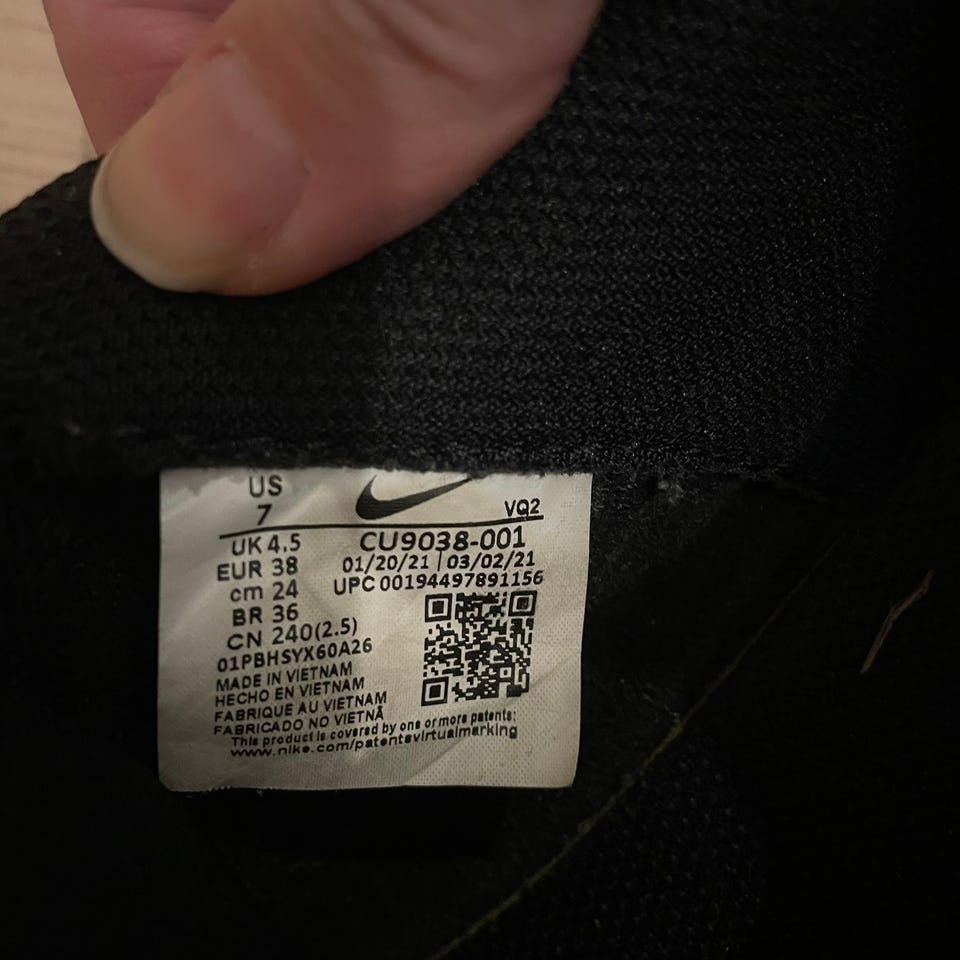 US
7
VQ2
UK 4.5
CU9038-001
EUR 38
01/20/21 | 03/02/21
cm 24
UPC 00194497891156
BR 36
CN 240(2.5)
01PBHSYX60A26
MADE IN VIETNAM
HECHO EN VIETNAM
FABRIQUE AU VIETNAM
FABRICADO NO VIETNÃ
This product is covered by one or more patents:
www.nike.com/patentsvirtualmarking